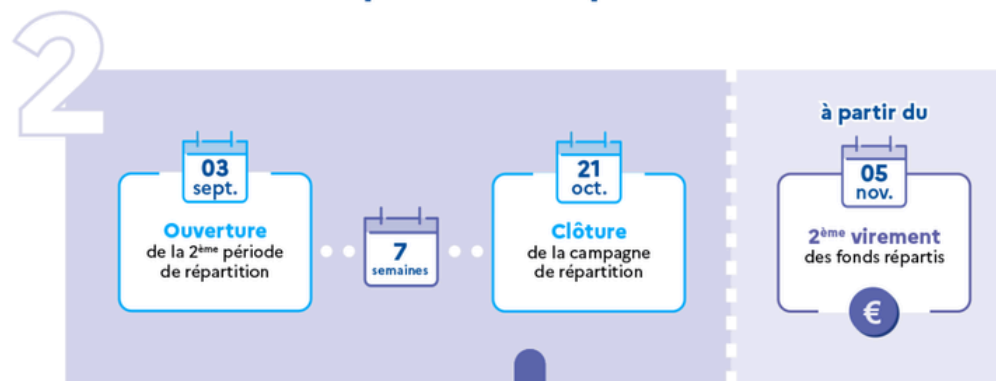 2
03
sept.
Ouverture
de la 2ème période
de répartition
7
semaines
21
oct.
Clôture
de la campagne
de répartition
à partir du
05
nov.
2ème virement
des fonds répartis
€